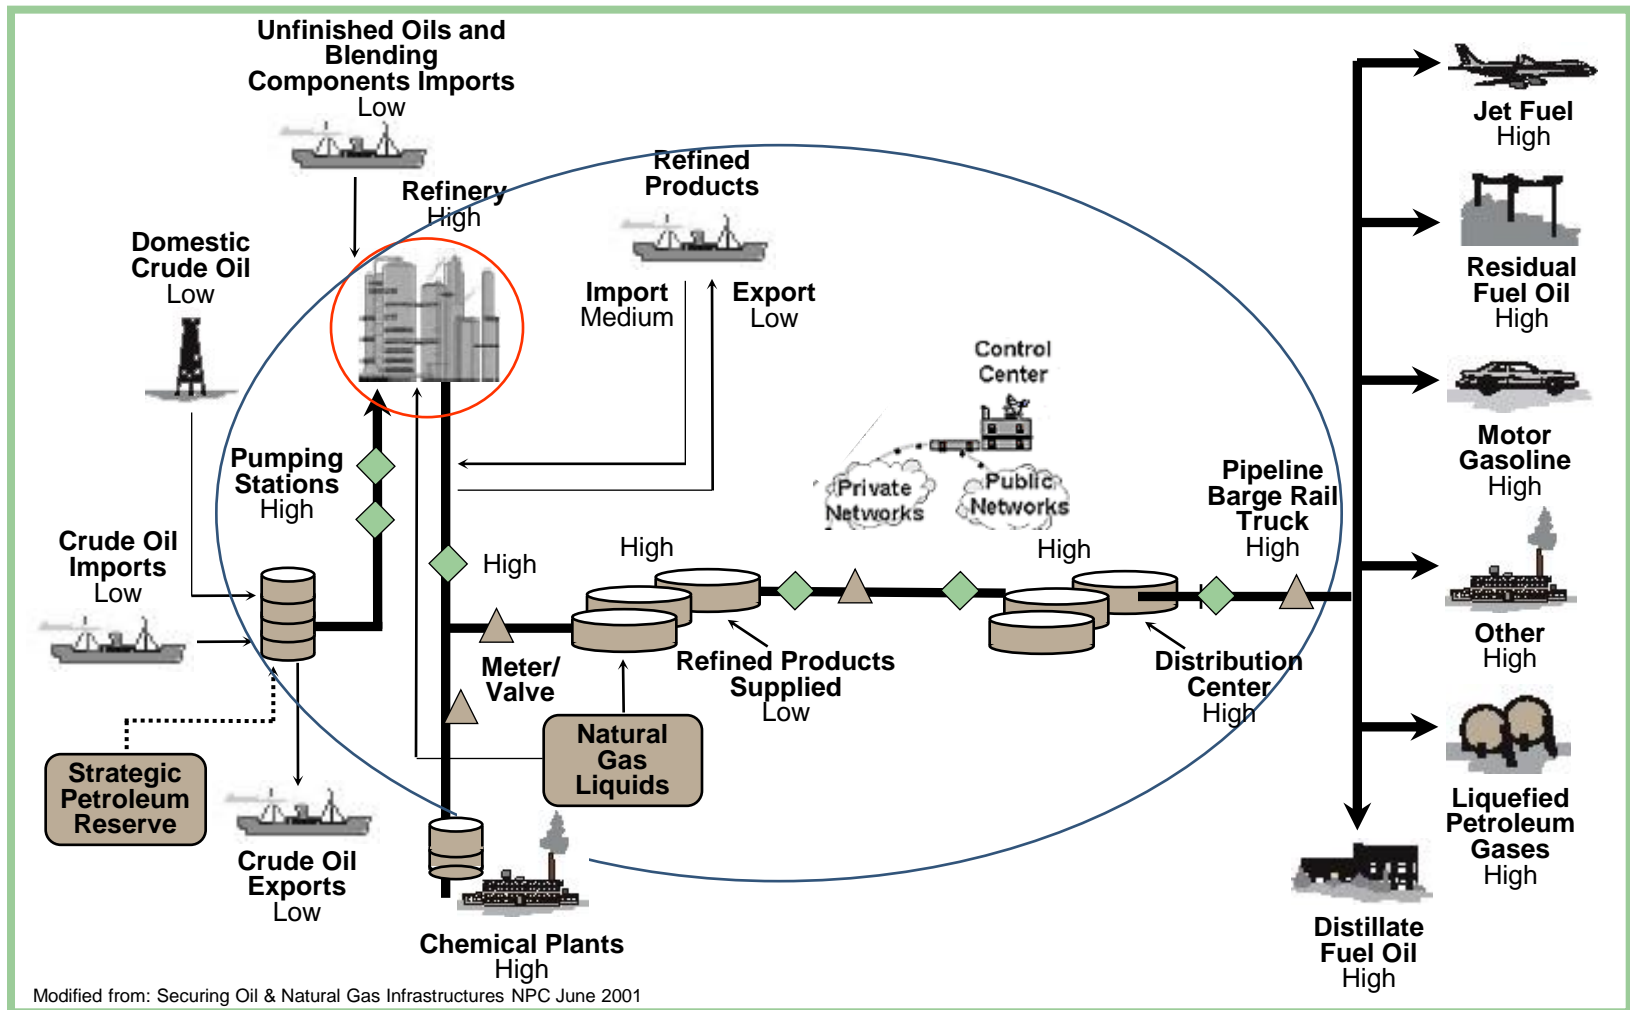 Unfinished Oils and
Blending
Components Imports
Low
Refinery
High
Domestic
Crude Oil
Low
Refined
Products
Import
Medium
Export
Low
Control
Center
Private
Networks
Public
Networks
Pumping
Stations
High
Crude Oil
Imports
Low
High
High
High
Pipeline
Barge Rail
Truck
High
Meter/
Valve
Refined Products
Supplied
Low
Distribution
Center
High
Natural
Gas
Liquids
Strategic
Petroleum
Reserve
Crude Oil
Exports
Low
Chemical Plants
High
Jet Fuel
High
Residual
Fuel Oil
High
Motor
Gasoline
High
Other
High
Liquefied
Petroleum
Gases
High
Distillate
Fuel Oil
High
Modified from: Securing Oil & Natural Gas Infrastructures NPC June 2001